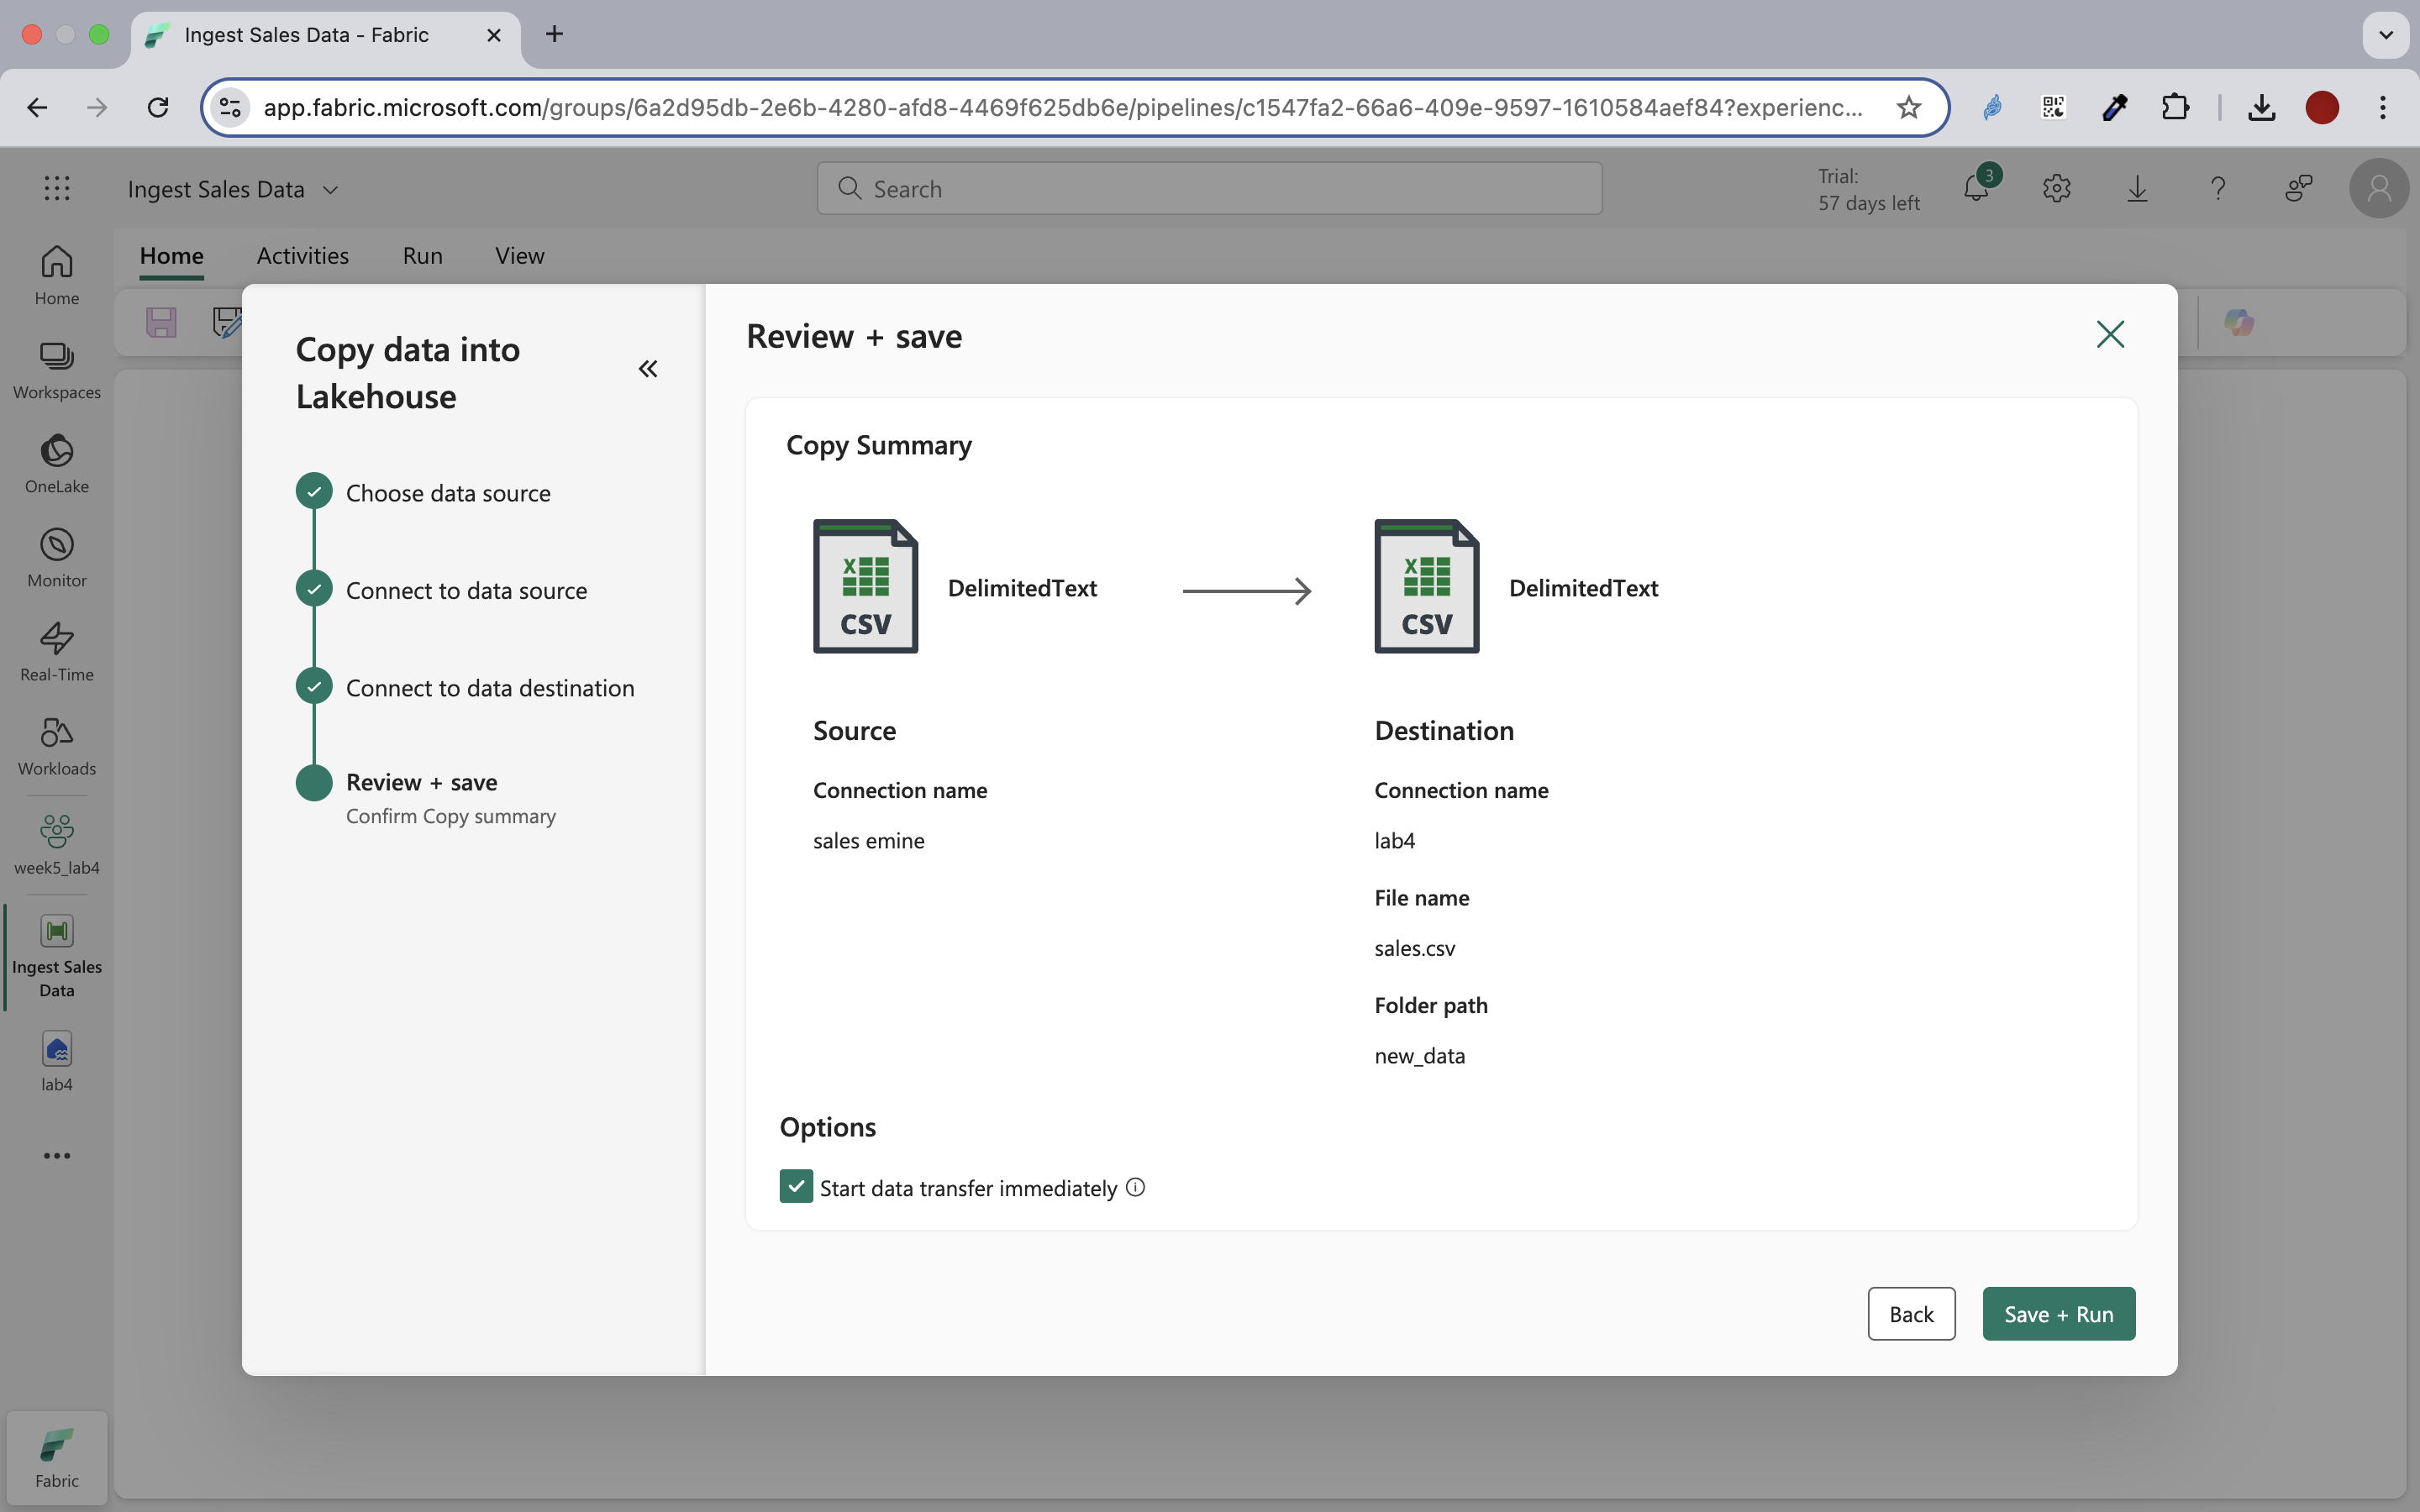 Ingest Sales Data - Fabric
app.fabric.microsoft.com/groups/6a2d95db-2e6b-4280-afd8-4469f625db6e/pipelines/c1547fa2-66a6-409e-9597-1610584aef84?experienc...
Ingest Sales Data
Search
Trial:
57 days left
3
Home
Activities
Run
View
Home
Workspaces
OneLake
Monitor
Real-Time
Workloads
week5_lab4
Ingest Sales
Data
lab4
Fabric
Copy data into
Lakehouse
Choose data source
Connect to data source
Connect to data destination
Review + save
Confirm Copy summary
Review + save
Copy Summary
X
CSV
DelimitedText
X
CSV
DelimitedText
Source
Connection name
sales emine
Destination
Connection name
lab4
File name
sales.csv
Folder path
new_data
Options
Start data transfer immediately
Back
Save + Run